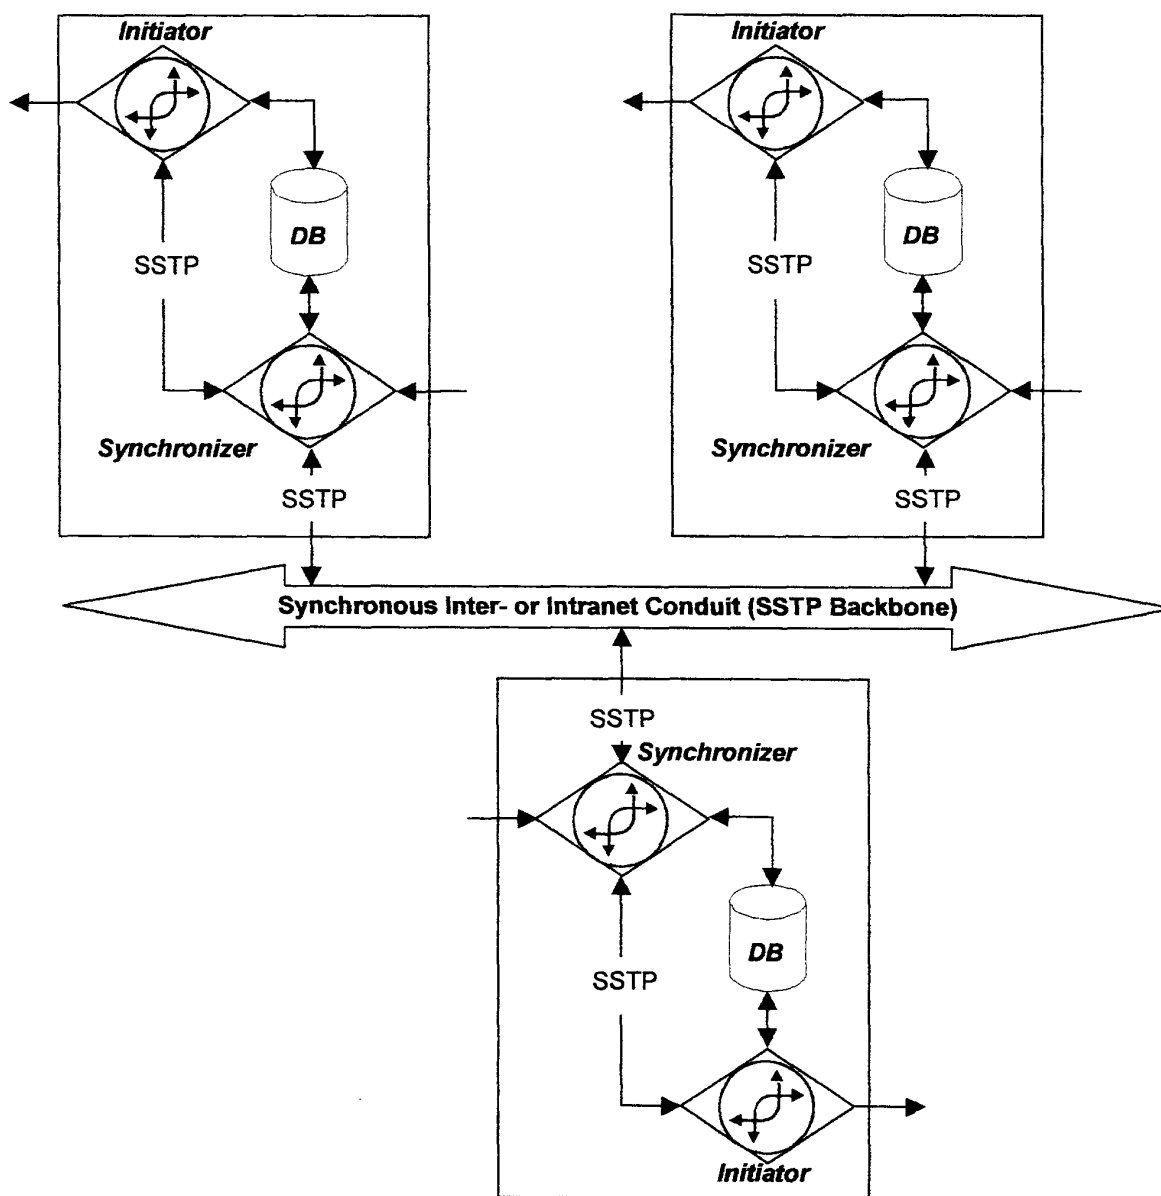 Initiator
DB
SSTP
Synchronizer
SSTP
Initiator
DB
SSTP
Synchronizer
SSTP
Synchronous Inter- or Intranet Conduit (SSTP Backbone)
SSTP
Synchronizer
DB
SSTP
Initiator